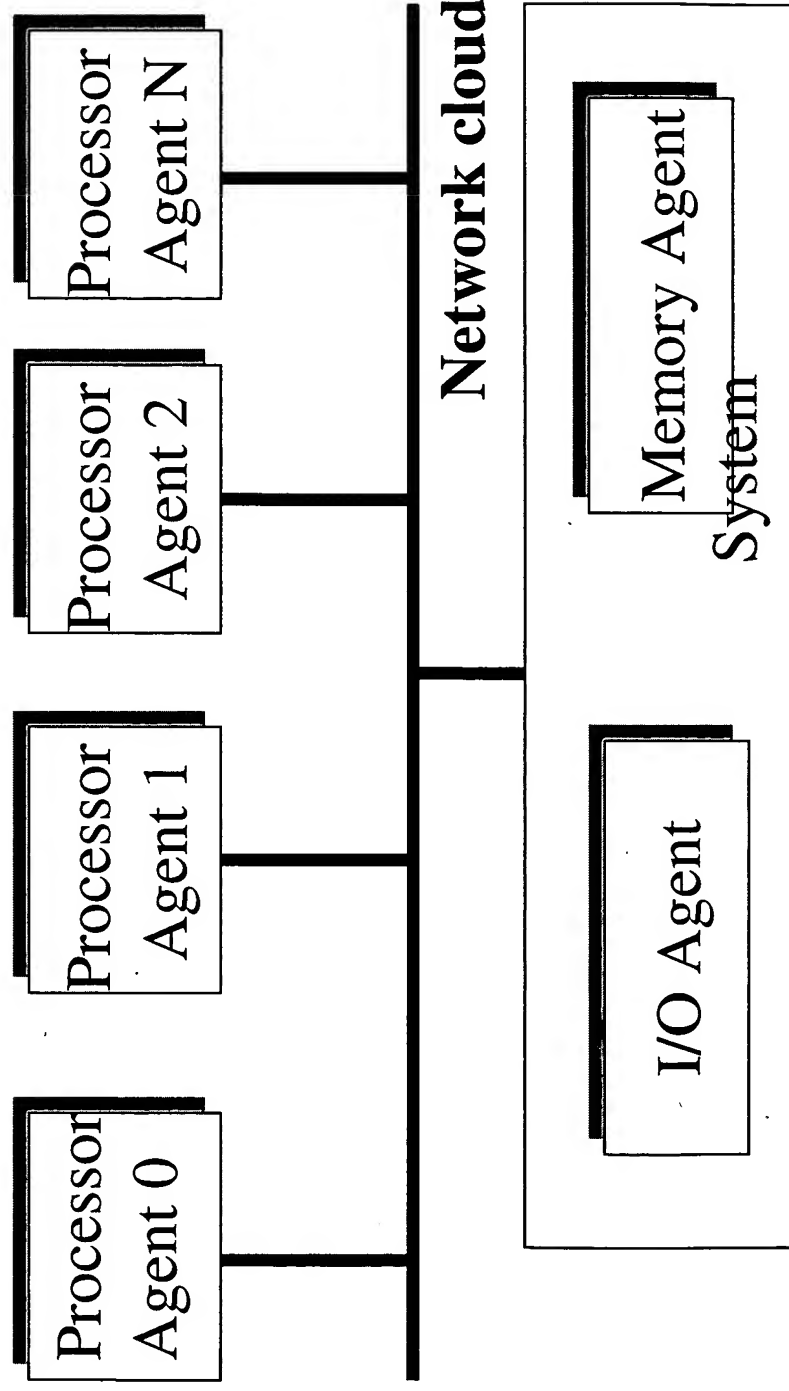 Processor
Agent 0
Processor
Agent 1
Processor
Agent 2
Processor
Agent N
Network cloud
I/O Agent
Memory Agent
System